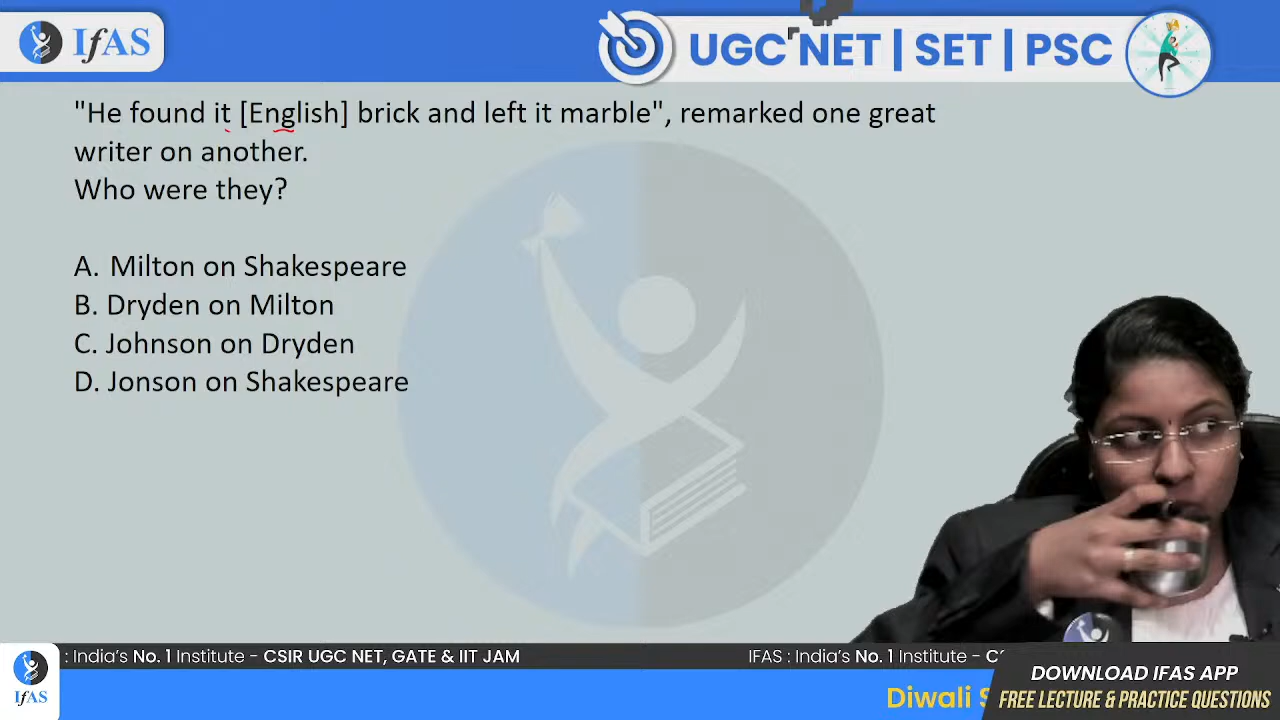 IfAS
UGC NET | SET | PSC
"He found it [English] brick and left it marble", remarked one great
writer on another.
Who were they?
A. Milton on Shakespeare
B. Dryden on Milton
C. Johnson on Dryden
D. Jonson on Shakespeare
: India's No. 1 Institute - CSIR UGC NET, GATE & IIT JAM
IFAS : India's No. 1 Institute -
IfAS
Diwali
DOWNLOAD IFAS APP
FREE LECTURE & PRACTICE QUESTIONS